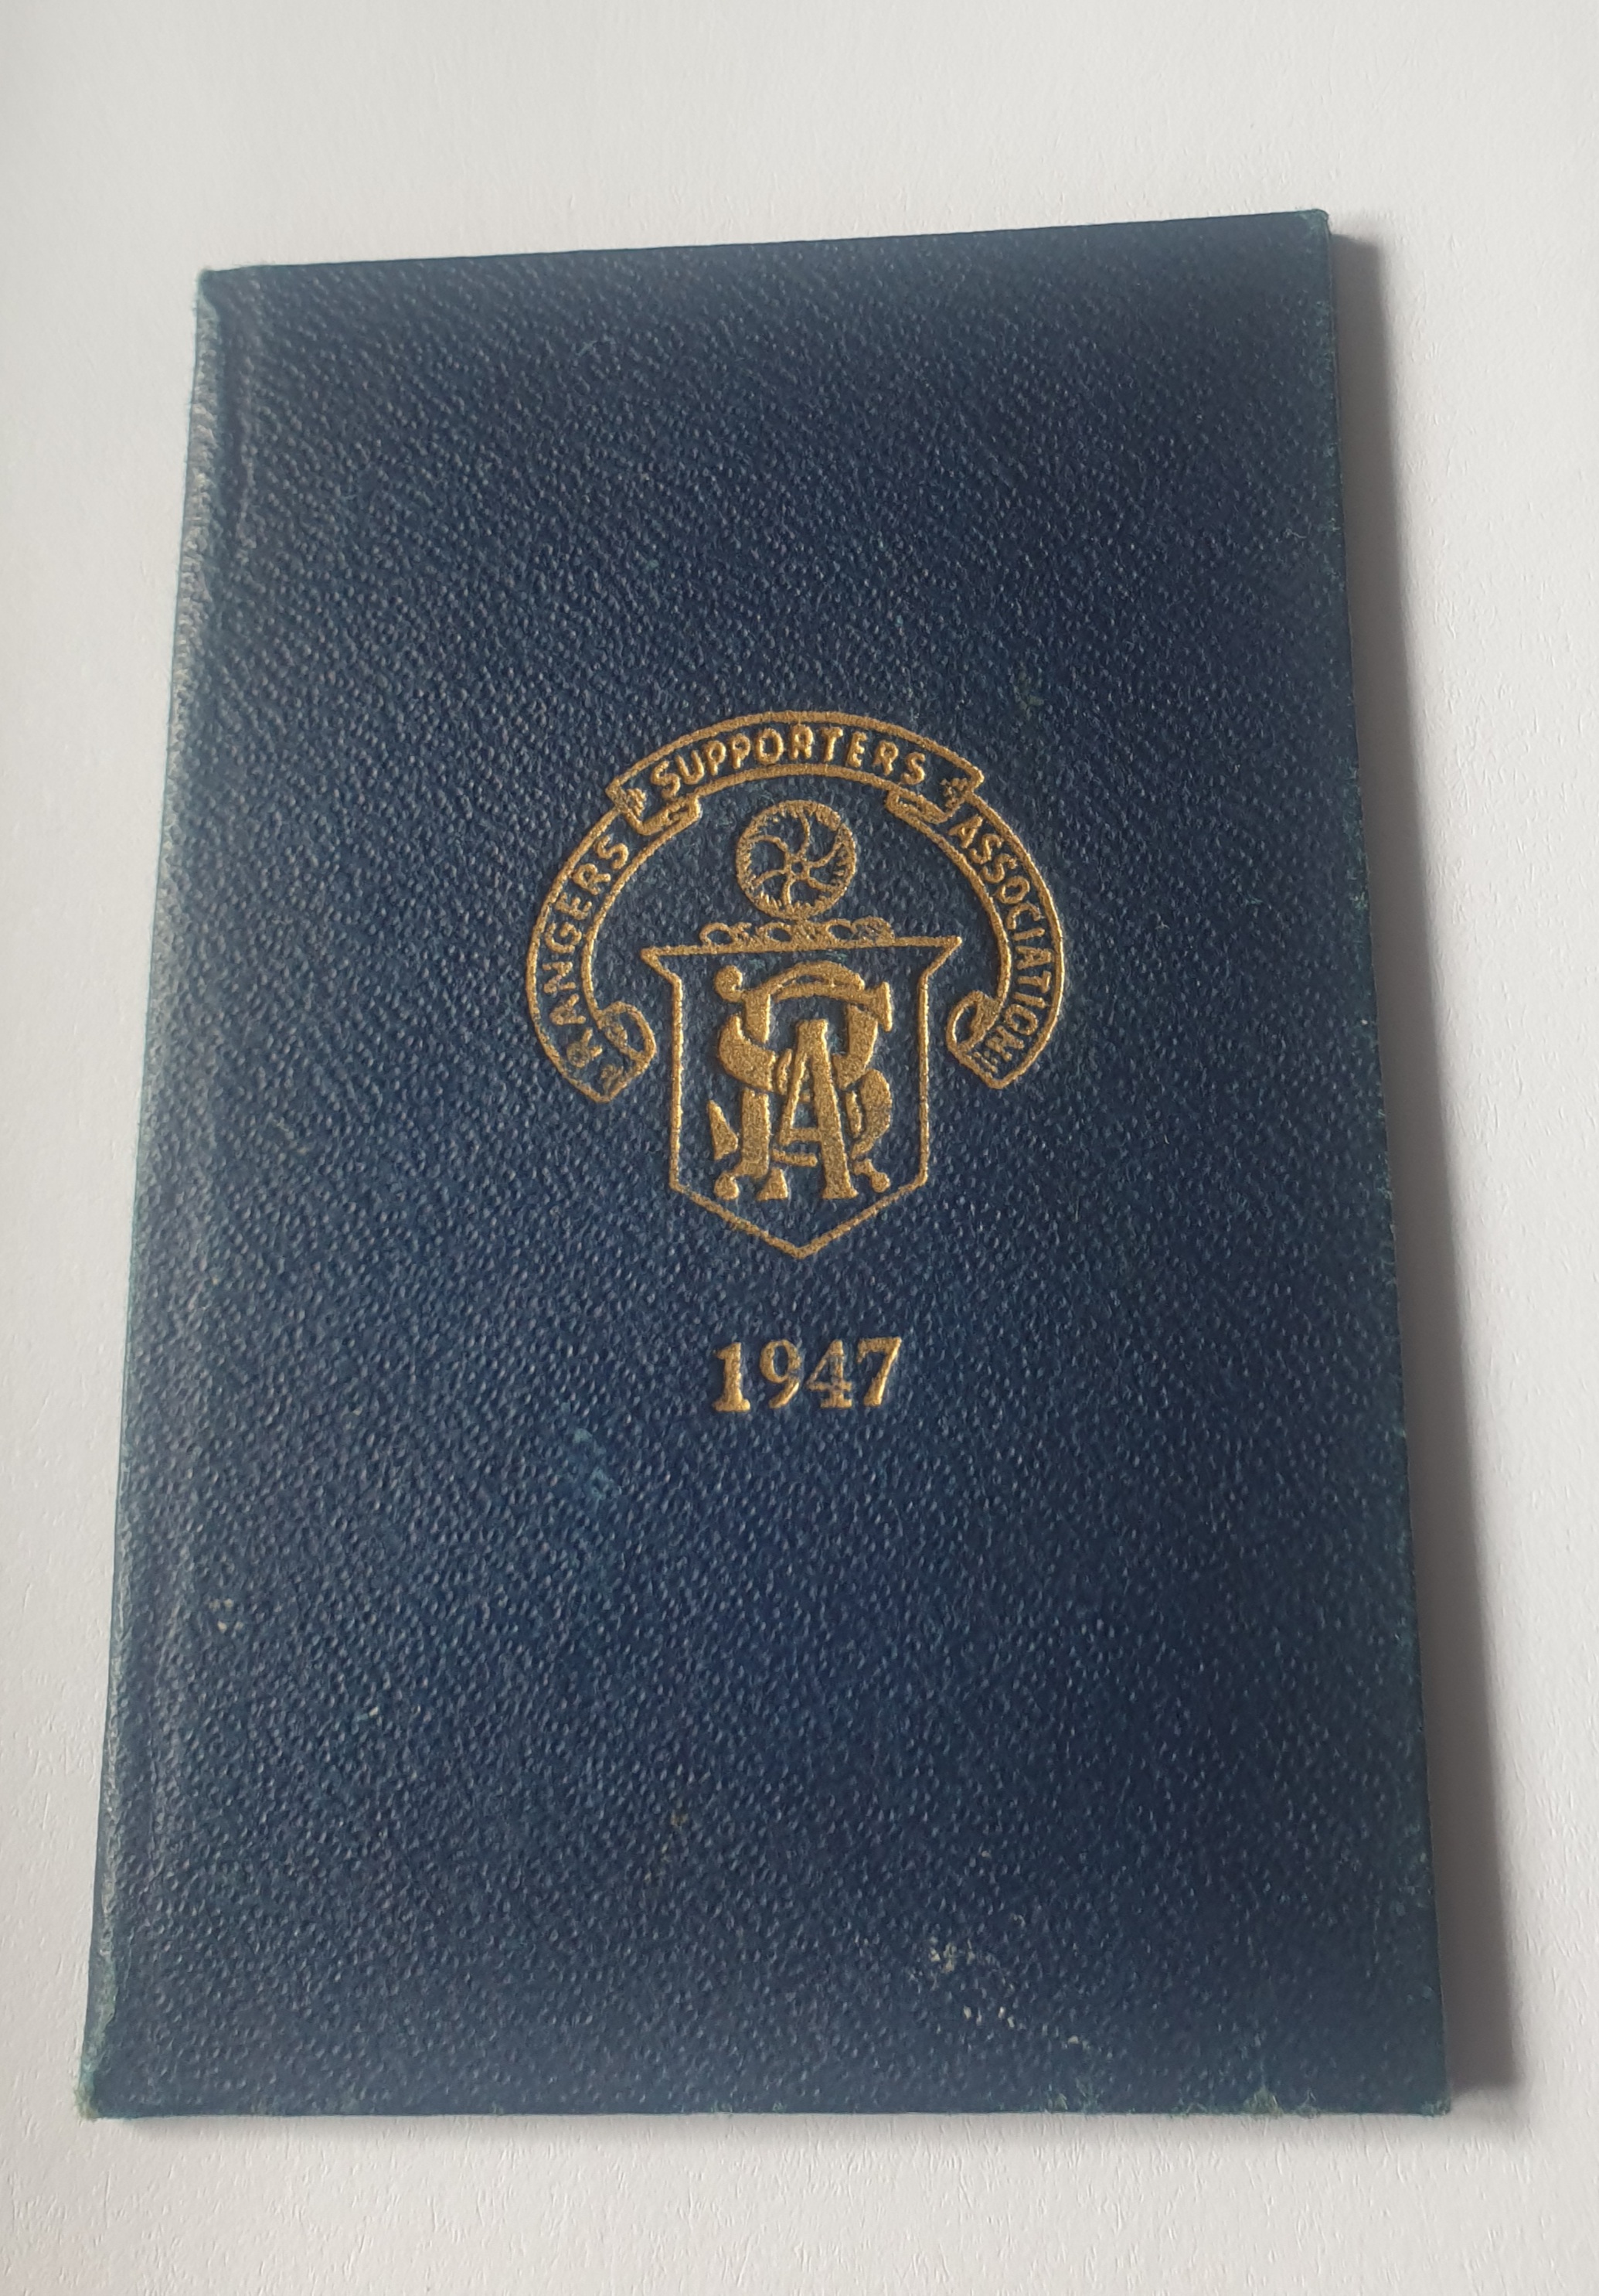 RANGERS SUPPORTERS ASSOCIATION
RSA
1947